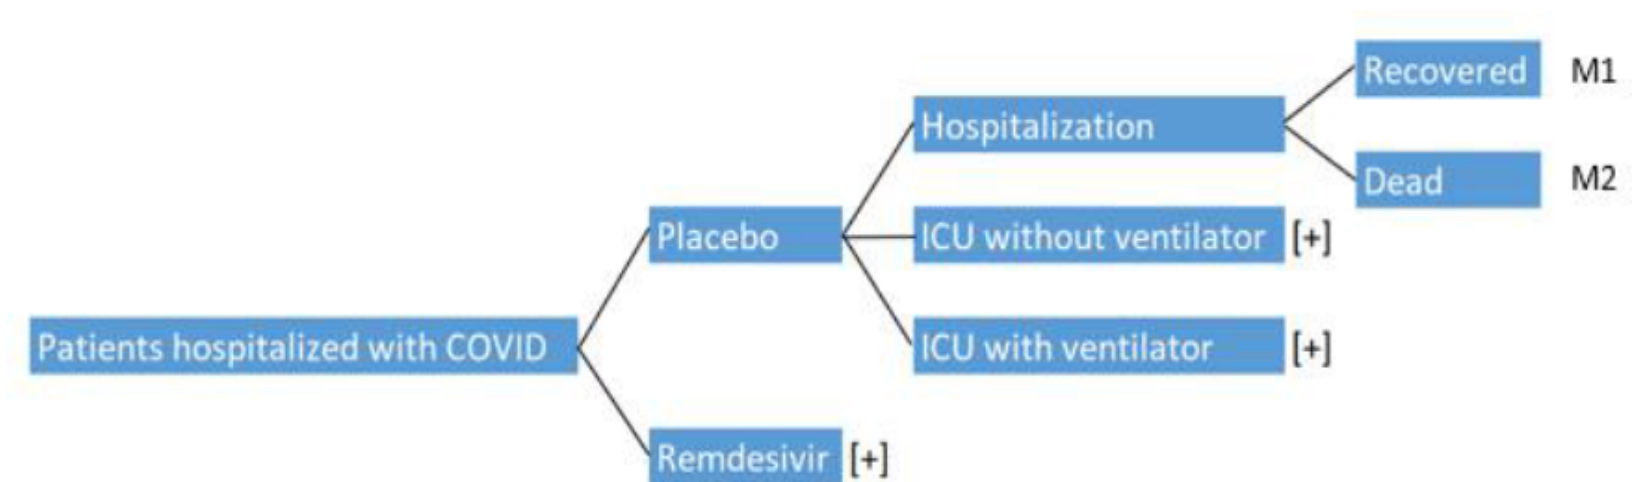 Recovered M1
Hospitalization
Dead M2
Placebo
ICU without ventilator [+]
Patients hospitalized with COVID
ICU with ventilator [+]
Remdesivir [+]